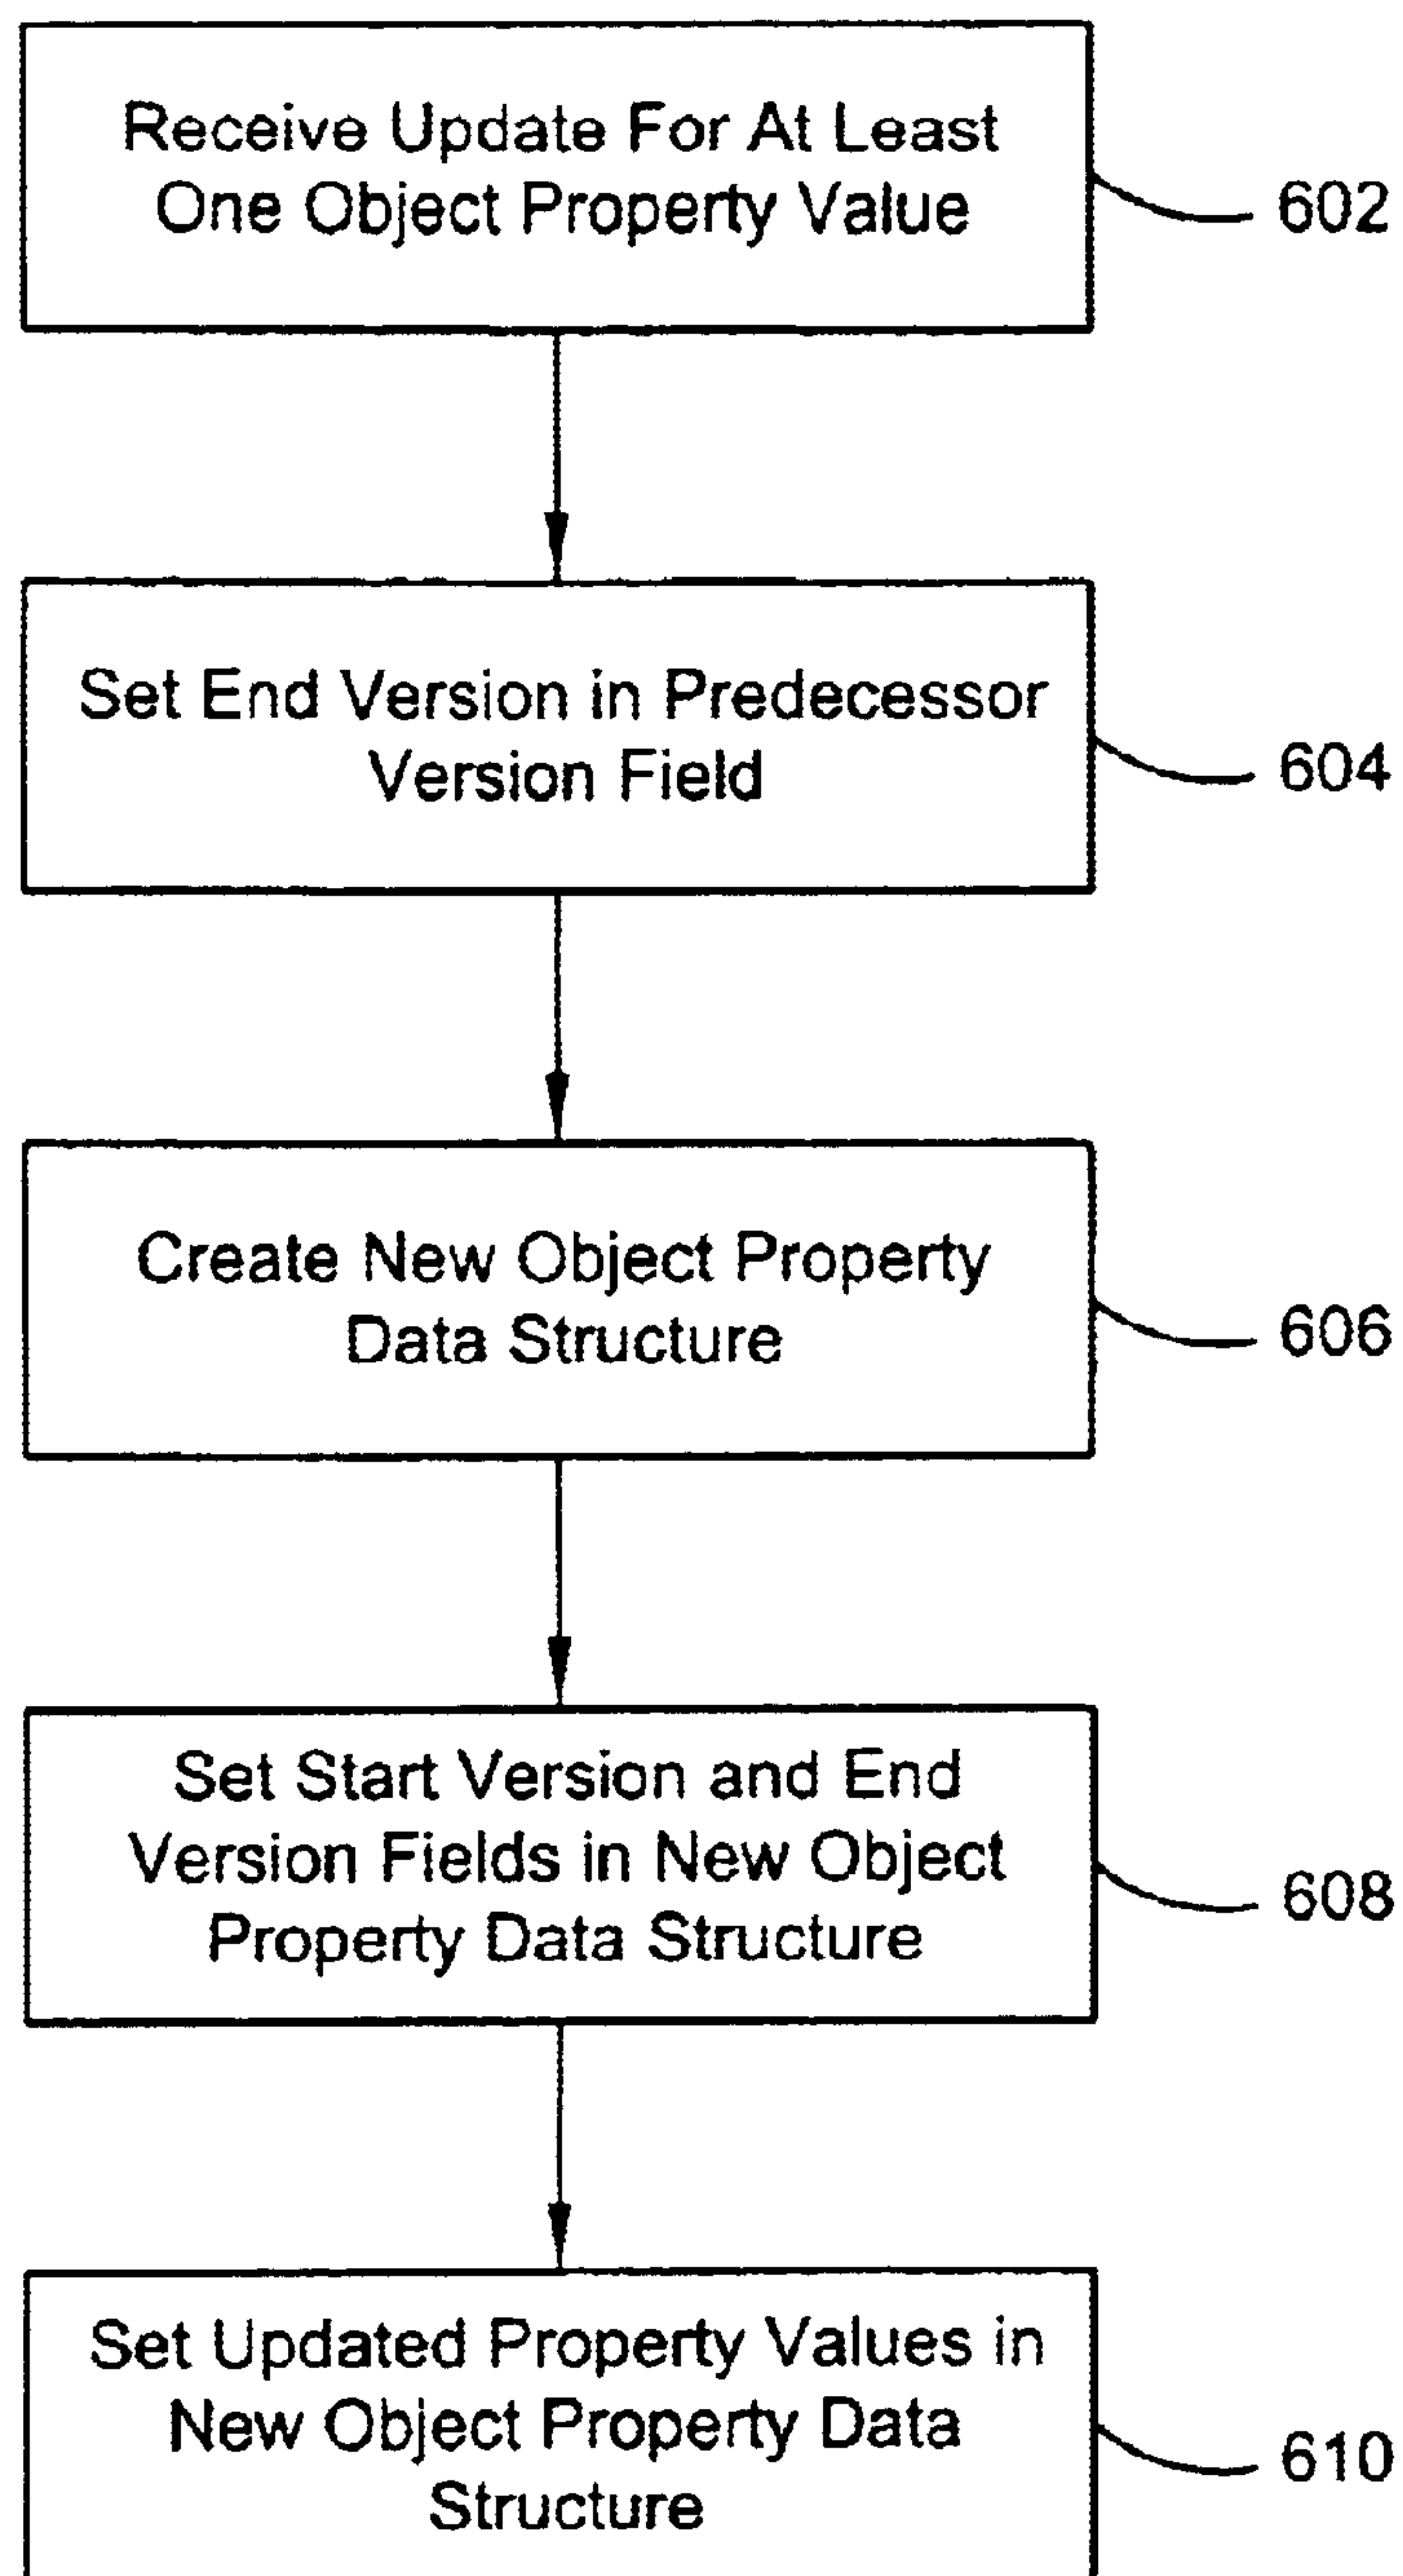 Receive Update For At Least
One Object Property Value
602
Set End Version in Predecessor
Version Field
604
Create New Object Property
Data Structure
606
Set Start Version and End
Version Fields in New Object
Property Data Structure
608
Set Updated Property Values in
New Object Property Data
Structure
610